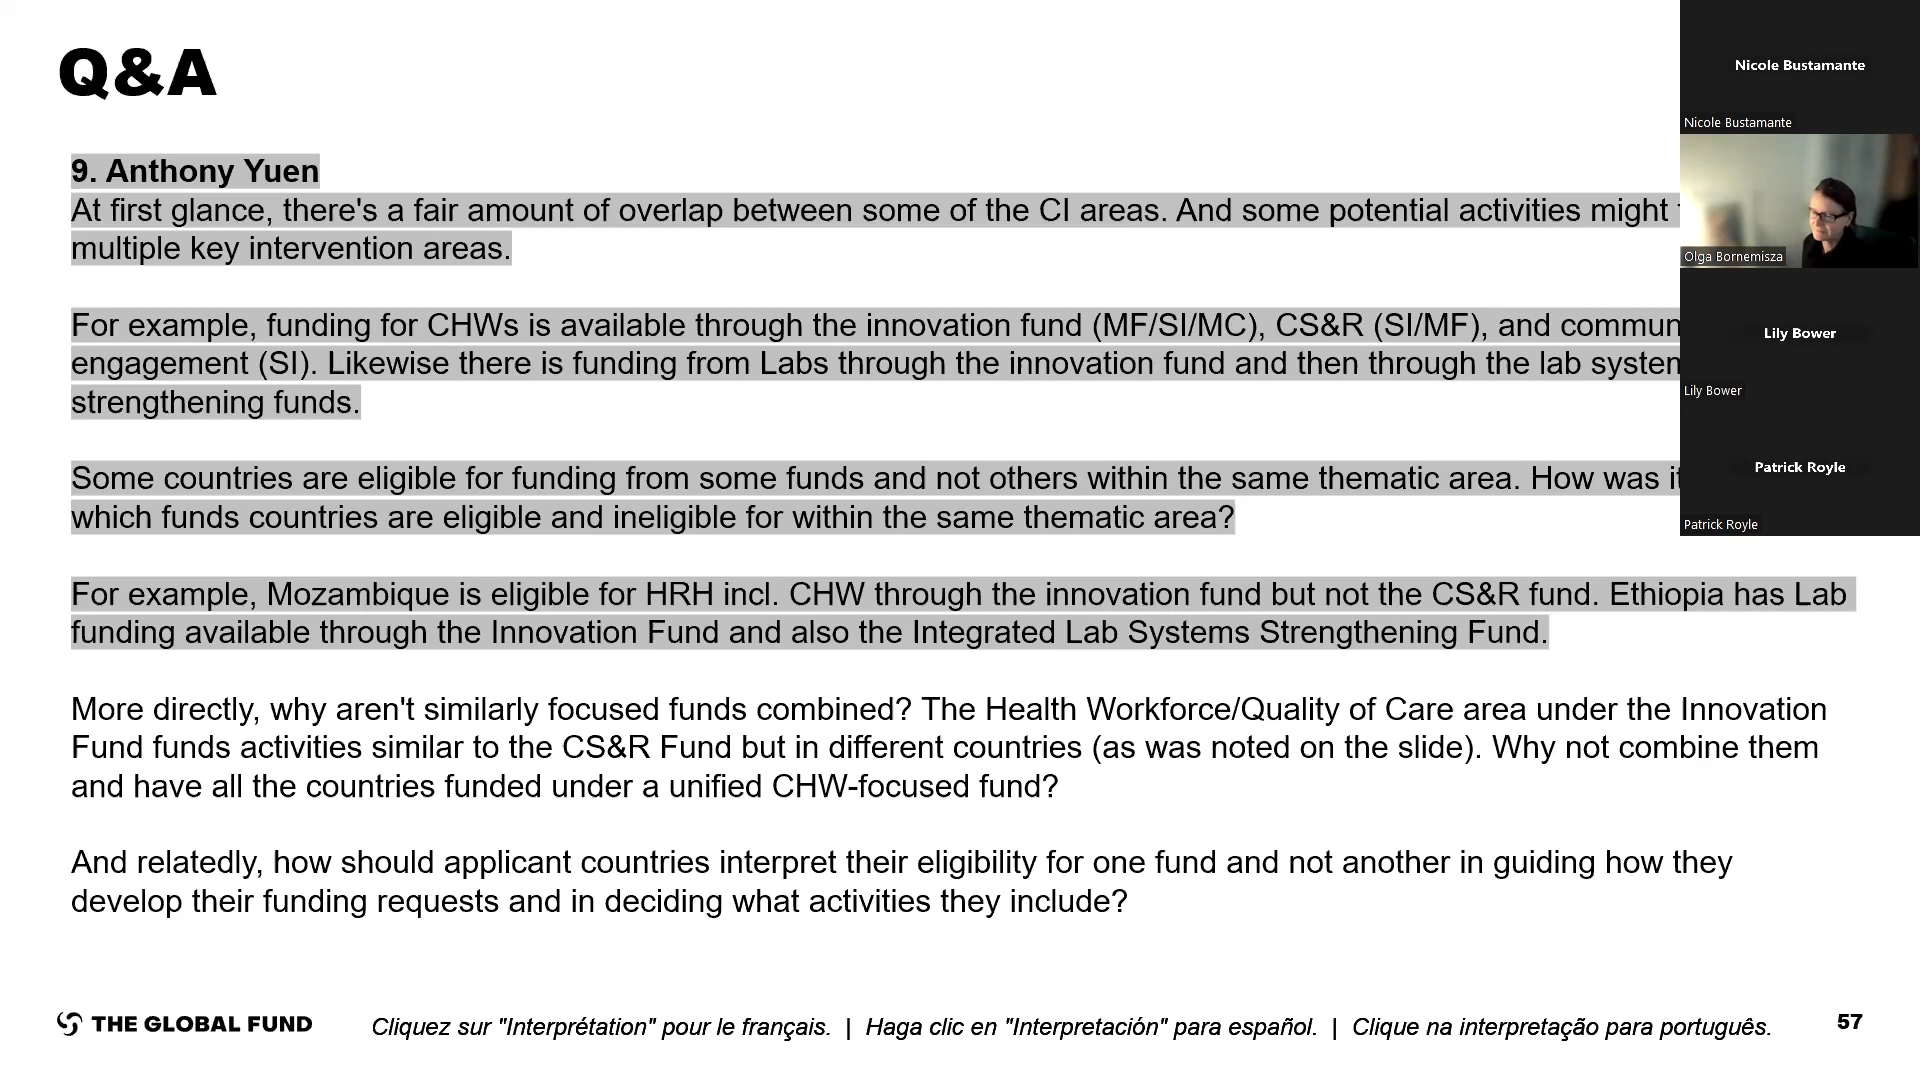 Q&A
9. Anthony Yuen
At first glance, there's a fair amount of overlap between some of the CI areas. And some potential activities might
multiple key intervention areas.
For example, funding for CHWs is available through the innovation fund (MF/SI/MC), CS&R (SI/MF), and commun
engagement (SI). Likewise there is funding from Labs through the innovation fund and then through the lab system
strengthening funds.
Some countries are eligible for funding from some funds and not others within the same thematic area. How was it
which funds countries are eligible and ineligible for within the same thematic area?
For example, Mozambique is eligible for HRH incl. CHW through the innovation fund but not the CS&R fund. Ethiopia has Lab
funding available through the Innovation Fund and also the Integrated Lab Systems Strengthening Fund.
More directly, why aren't similarly focused funds combined? The Health Workforce/Quality of Care area under the Innovation
Fund funds activities similar to the CS&R Fund but in different countries (as was noted on the slide). Why not combine them
and have all the countries funded under a unified CHW-focused fund?
And relatedly, how should applicant countries interpret their eligibility for one fund and not another in guiding how they
develop their funding requests and in deciding what activities they include?
THE GLOBAL FUND
Cliquez sur "Interprétation" pour le français. | Haga clic en "Interpretación" para español. | Clique na interpretação para português.
57
Nicole Bustamante
Nicole Bustamante
Olga Bornemisza
Lily Bower
Lily Bower
Patrick Royle
Patrick Royle